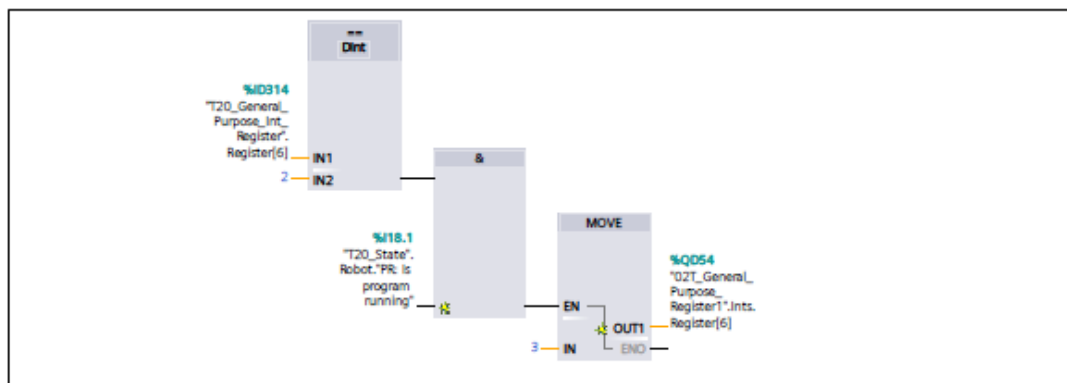 ==
Dint
%ID314
"T20_General_
Purpose_Int_
Register".
Register[6]
IN1
2
IN2
&
%I18.1
"T20_State".
Robot."PR: Is
program
running"
MOVE
%QD54
"O2T_General_
Purpose_
Register1".Ints.
Register[6]
EN
OUT1
3
IN
ENO